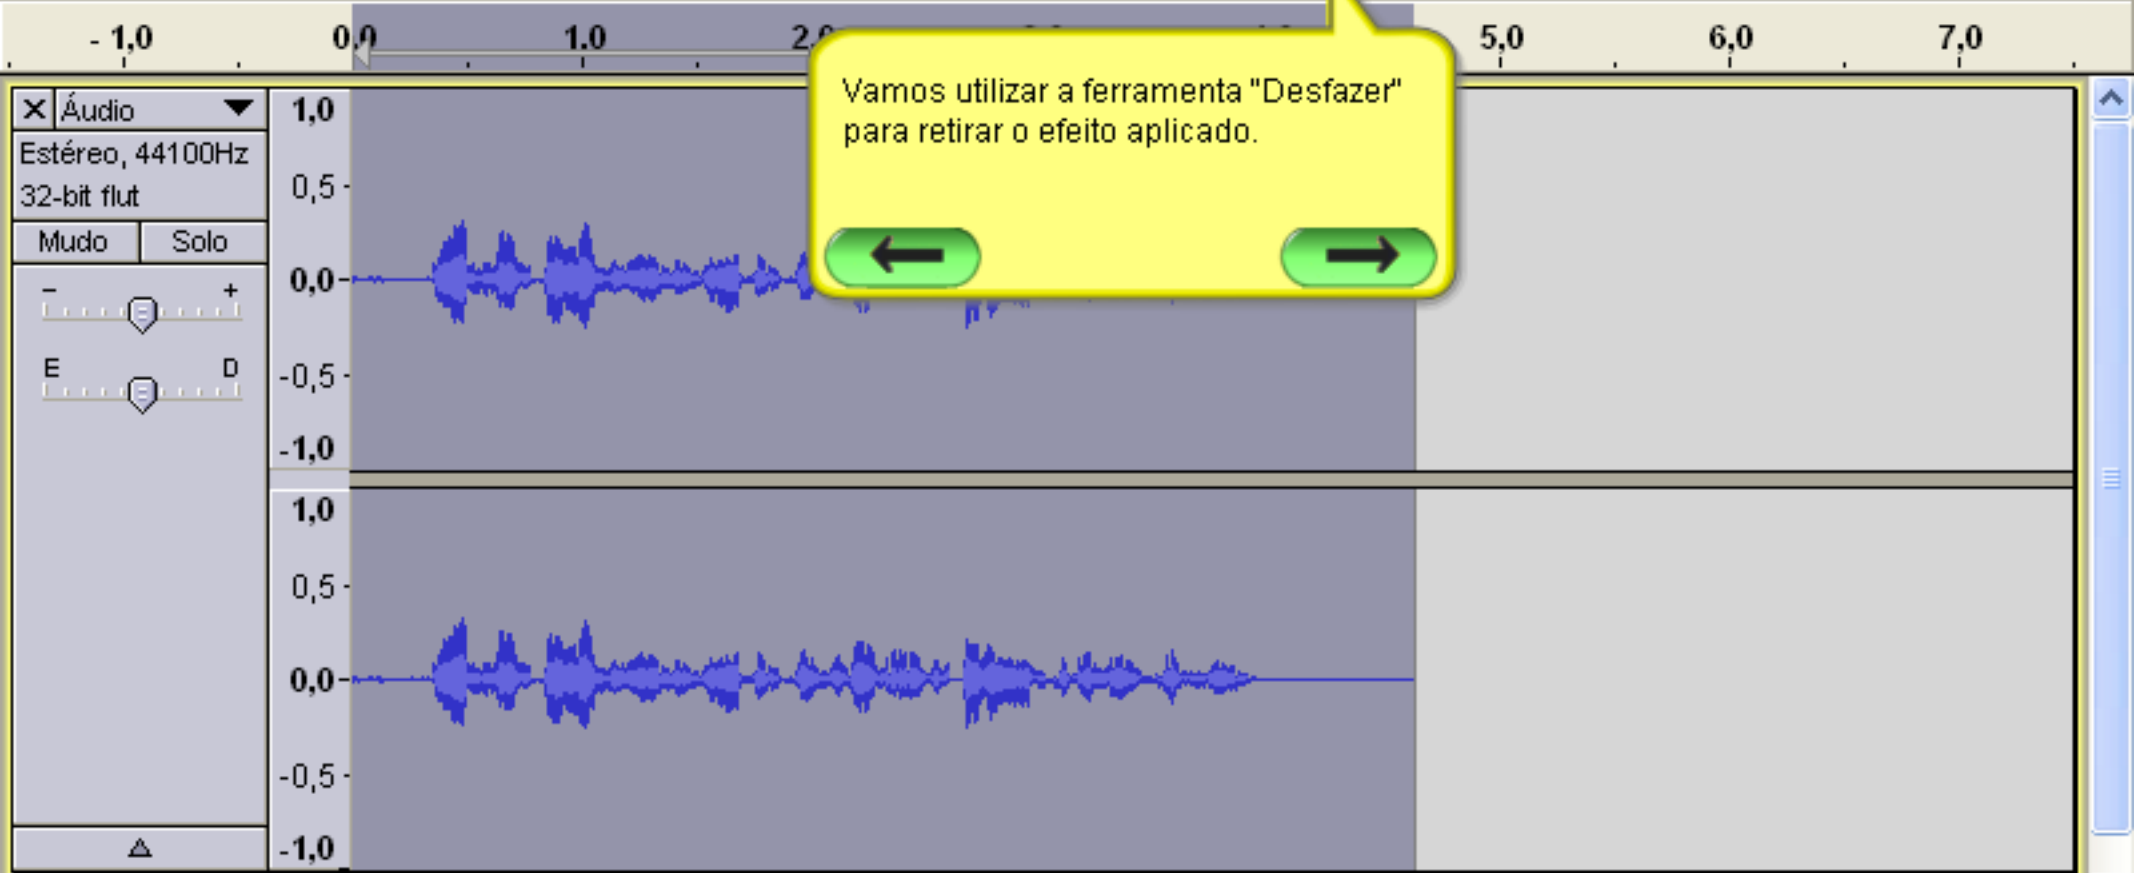 - 1,0 0,0 1.0 5,0 6,0 7,0
Vamos utilizar a ferramenta "Desfazer"
para retirar o efeito aplicado.
X Áudio
Estéreo, 44100Hz
32-bit flut
Mudo Solo
- +
E D
1,0
0,5
0,0
-0,5
-1,0
1,0
0,5
0,0
-0,5
-1,0